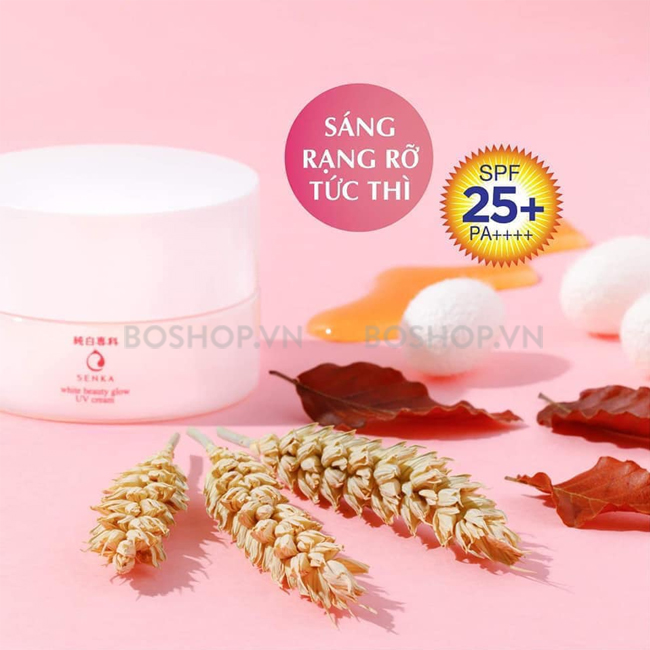 SÁNG
RẠNG RỠ
TỨC THÌ
SPF
25+
PA++++
BOSHOP.VN BOSHOP.VN
純白專科
SENKA
white beauty glow
UV cream